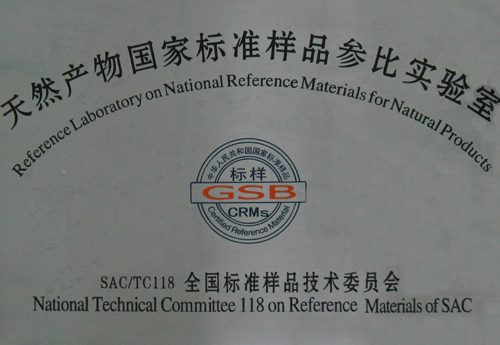 天然产物国家标准样品参比实验室
Reference Laboratory on National Reference Materials for Natural Products
中华人民共和国国家标准样品
标样
GSB
CRMs
Certified Reference Material
SAC/TC118 全国标准样品技术委员会
National Technical Committee 118 on Reference Materials of SAC